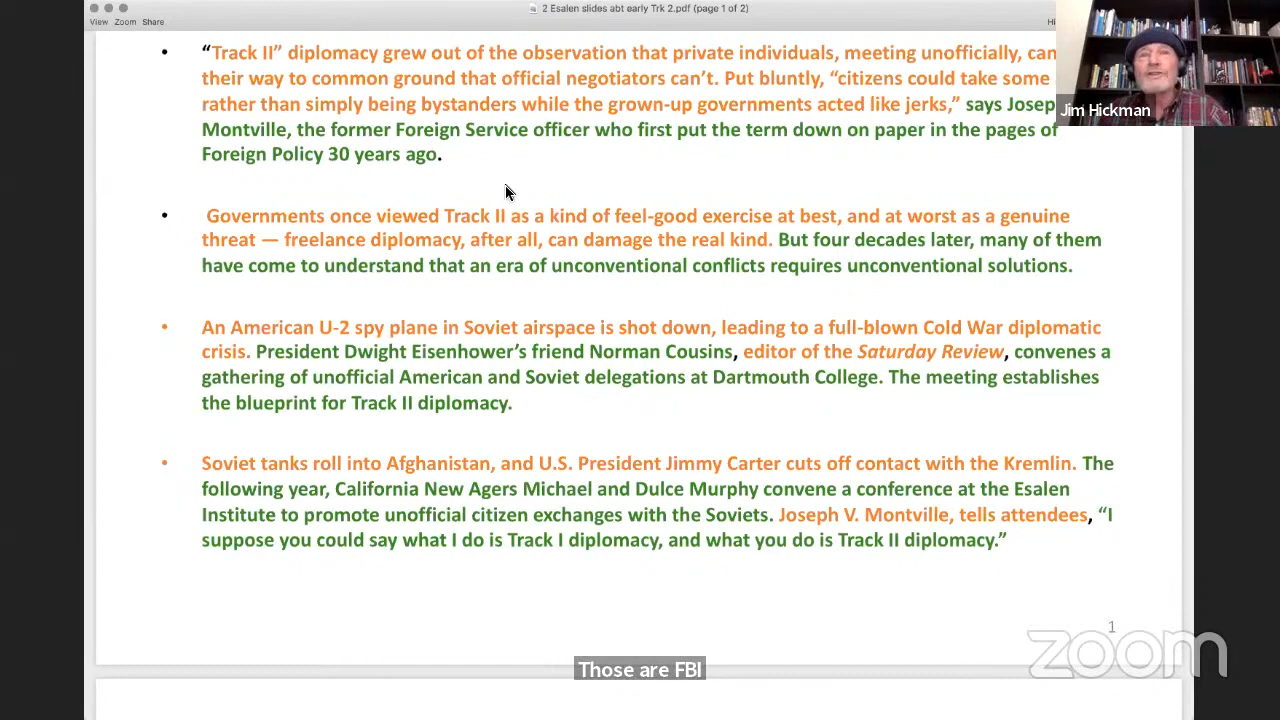 2 Esalen slides abt early Trk 2.pdf (page 1 of 2)
View Zoom Share
“Track II” diplomacy grew out of the observation that private individuals, meeting unofficially, can
their way to common ground that official negotiators can’t. Put bluntly, “citizens could take some
rather than simply being bystanders while the grown-up governments acted like jerks,” says Josep
Montville, the former Foreign Service officer who first put the term down on paper in the pages of
Foreign Policy 30 years ago.
Jim Hickman
Governments once viewed Track II as a kind of feel-good exercise at best, and at worst as a genuine
threat — freelance diplomacy, after all, can damage the real kind. But four decades later, many of them
have come to understand that an era of unconventional conflicts requires unconventional solutions.
An American U-2 spy plane in Soviet airspace is shot down, leading to a full-blown Cold War diplomatic
crisis. President Dwight Eisenhower’s friend Norman Cousins, editor of the Saturday Review, convenes a
gathering of unofficial American and Soviet delegations at Dartmouth College. The meeting establishes
the blueprint for Track II diplomacy.
Soviet tanks roll into Afghanistan, and U.S. President Jimmy Carter cuts off contact with the Kremlin. The
following year, California New Agers Michael and Dulce Murphy convene a conference at the Esalen
Institute to promote unofficial citizen exchanges with the Soviets. Joseph V. Montville, tells attendees, “I
suppose you could say what I do is Track I diplomacy, and what you do is Track II diplomacy.”
1
zoom
Those are FBI